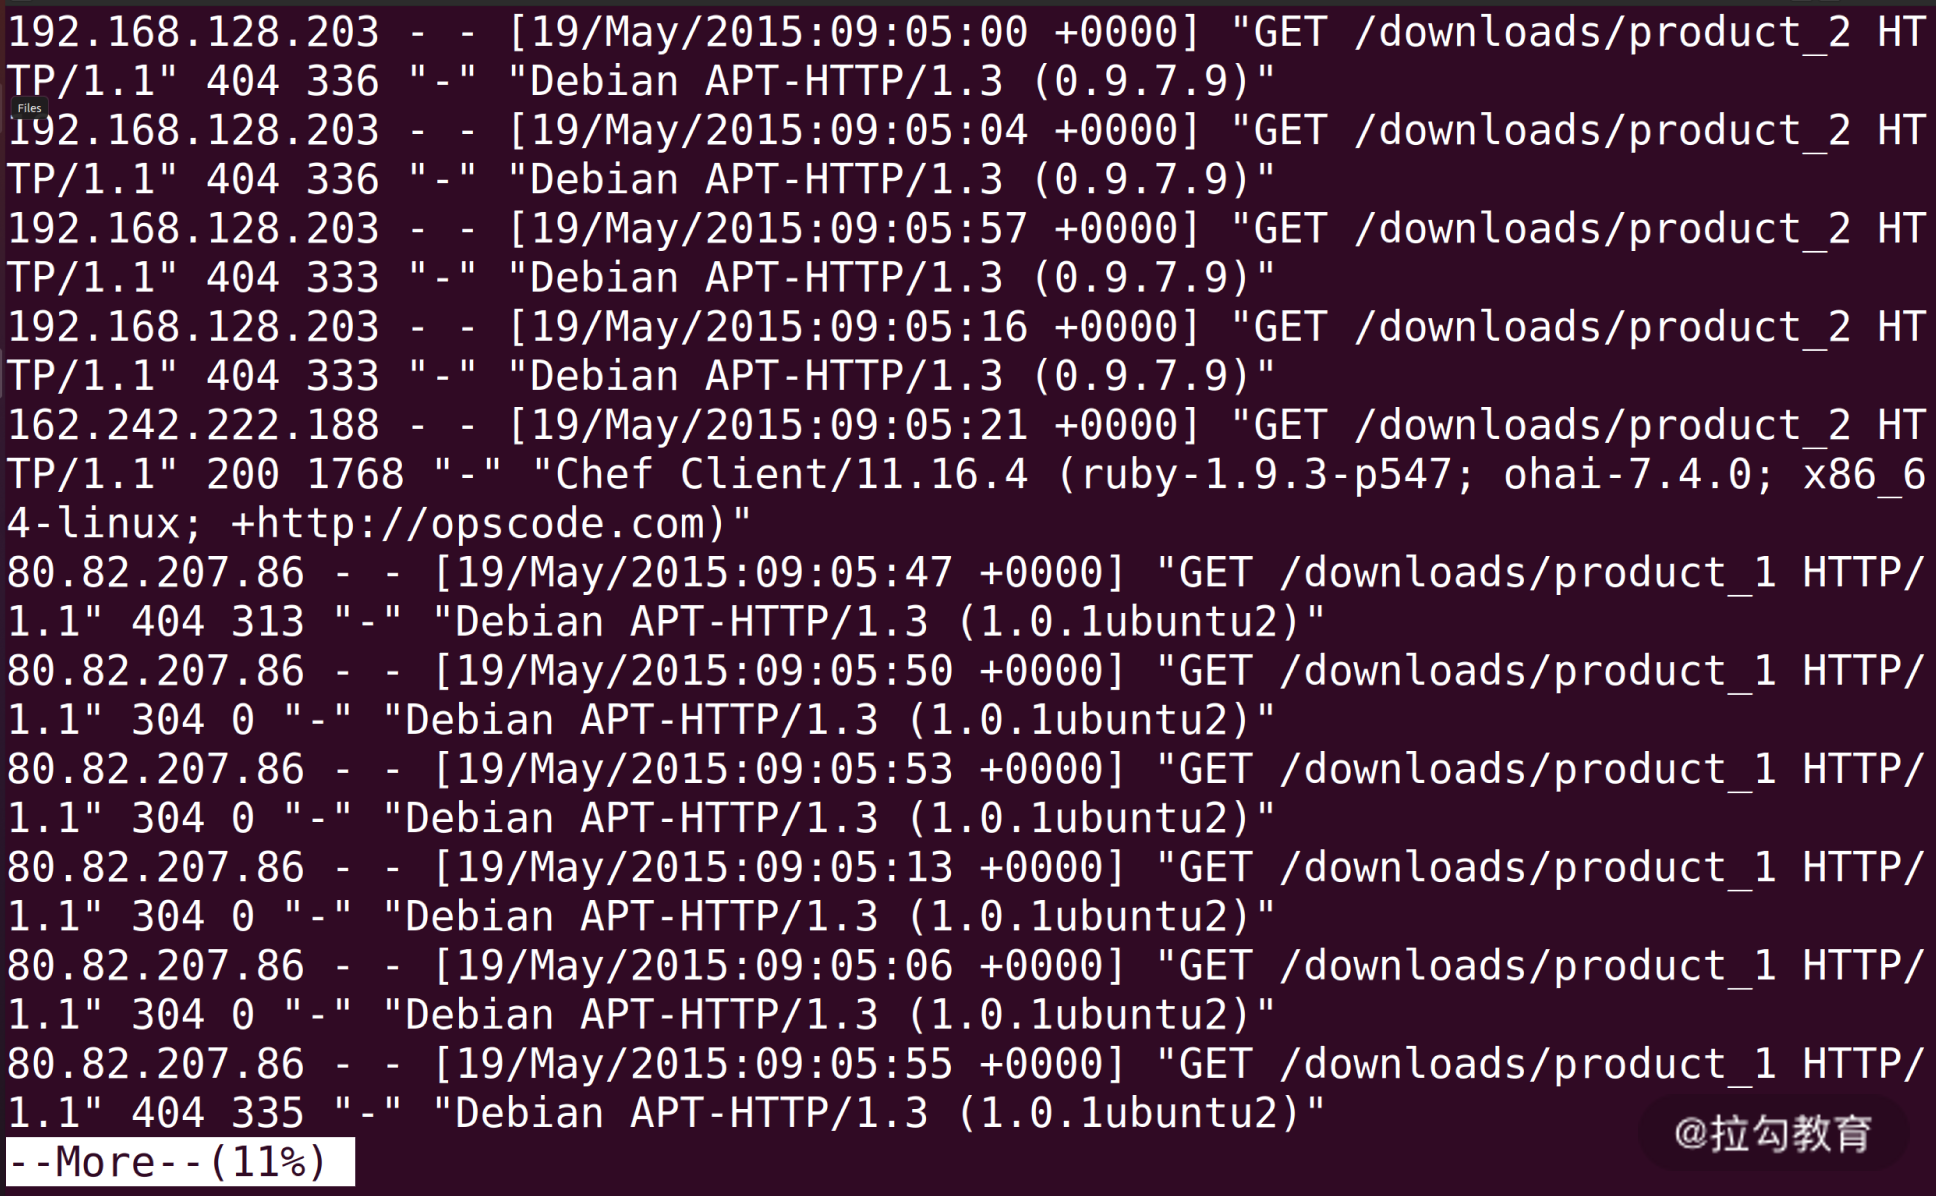 192.168.128.203 - - [19/May/2015:09:05:00 +0000] "GET /downloads/product_2 HT
TP/1.1" 404 336 "-" "Debian APT-HTTP/1.3 (0.9.7.9)"
Files
192.168.128.203 - - [19/May/2015:09:05:04 +0000] "GET /downloads/product_2 HT
TP/1.1" 404 336 "-" "Debian APT-HTTP/1.3 (0.9.7.9)"
192.168.128.203 - - [19/May/2015:09:05:57 +0000] "GET /downloads/product_2 HT
TP/1.1" 404 333 "-" "Debian APT-HTTP/1.3 (0.9.7.9)"
192.168.128.203 - - [19/May/2015:09:05:16 +0000] "GET /downloads/product_2 HT
TP/1.1" 404 333 "-" "Debian APT-HTTP/1.3 (0.9.7.9)"
162.242.222.188 - - [19/May/2015:09:05:21 +0000] "GET /downloads/product_2 HT
TP/1.1" 200 1768 "-" "Chef Client/11.16.4 (ruby-1.9.3-p547; ohai-7.4.0; x86_6
4-linux; +http://opscode.com)"
80.82.207.86 - - [19/May/2015:09:05:47 +0000] "GET /downloads/product_1 HTTP/
1.1" 404 313 "-" "Debian APT-HTTP/1.3 (1.0.1ubuntu2)"
80.82.207.86 - - [19/May/2015:09:05:50 +0000] "GET /downloads/product_1 HTTP/
1.1" 304 0 "-" "Debian APT-HTTP/1.3 (1.0.1ubuntu2)"
80.82.207.86 - - [19/May/2015:09:05:53 +0000] "GET /downloads/product_1 HTTP/
1.1" 304 0 "-" "Debian APT-HTTP/1.3 (1.0.1ubuntu2)"
80.82.207.86 - - [19/May/2015:09:05:13 +0000] "GET /downloads/product_1 HTTP/
1.1" 304 0 "-" "Debian APT-HTTP/1.3 (1.0.1ubuntu2)"
80.82.207.86 - - [19/May/2015:09:05:06 +0000] "GET /downloads/product_1 HTTP/
1.1" 304 0 "-" "Debian APT-HTTP/1.3 (1.0.1ubuntu2)"
80.82.207.86 - - [19/May/2015:09:05:55 +0000] "GET /downloads/product_1 HTTP/
1.1" 404 335 "-" "Debian APT-HTTP/1.3 (1.0.1ubuntu2)"
@拉勾教育
--More--(11%)